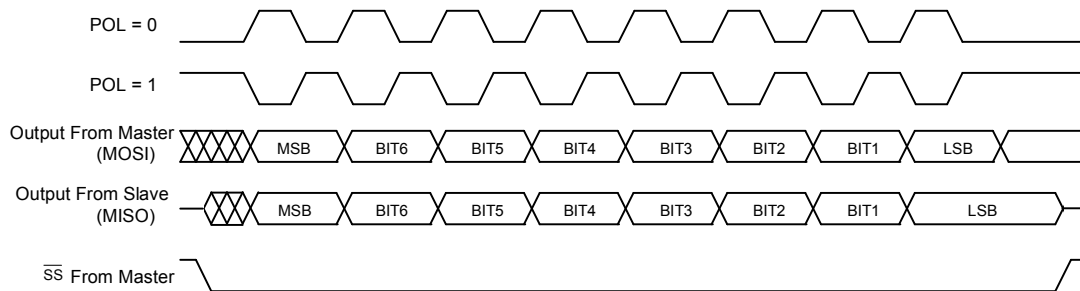 POL = 0
POL = 1
Output From Master
(MOSI)
MSB BIT6 BIT5 BIT4 BIT3 BIT2 BIT1 LSB
Output From Slave
(MISO)
MSB BIT6 BIT5 BIT4 BIT3 BIT2 BIT1 LSB
S̅S̅ From Master